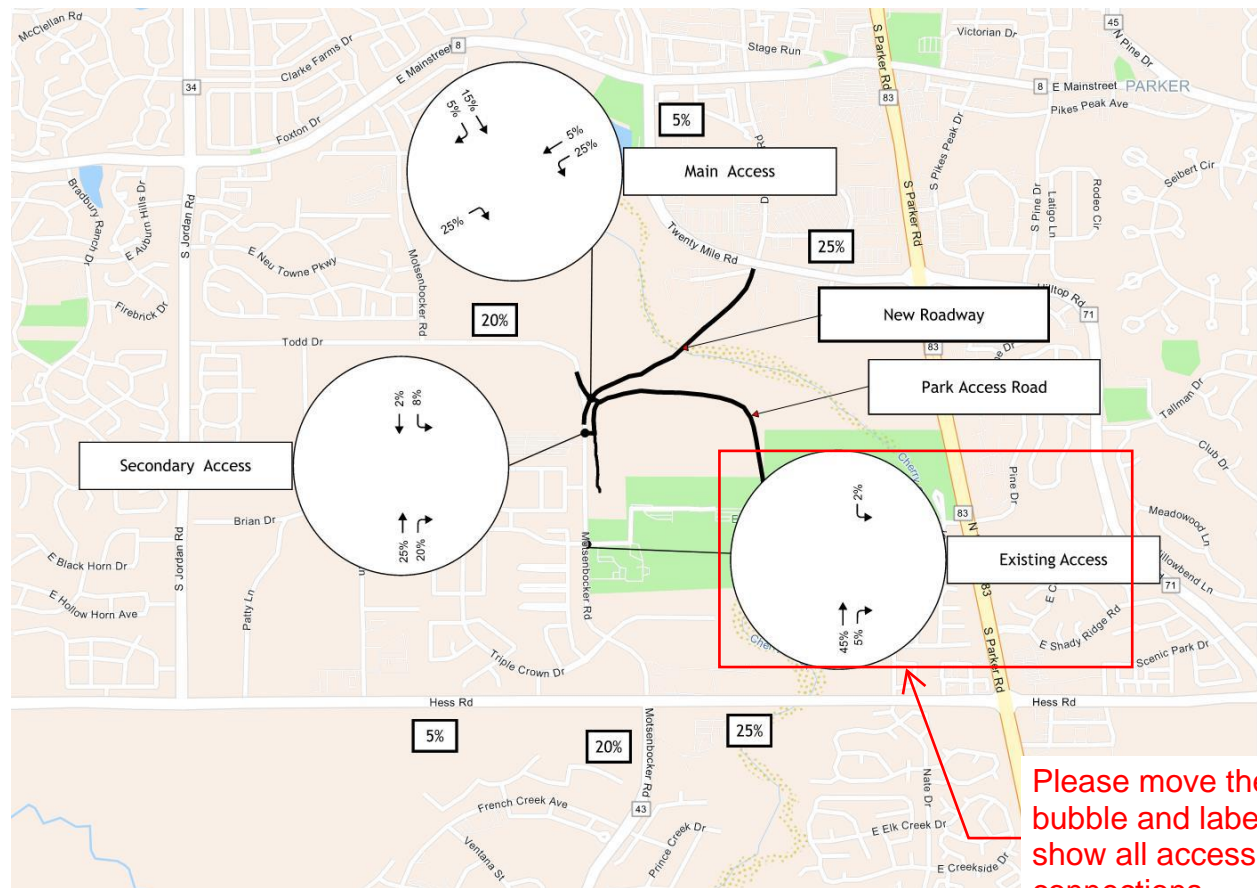 McClellan Rd
34
Clarke Farms Dr
8
E Mainstreet
Foxton Dr
Stage Run
S Parker Rd
83
Victorian Dr
45
N Pine Dr
8
E Mainstreet
PARKER
Pikes Peak Ave
S Pikes Peak Dr
Seibert Cir
15%
5%
5%
25%
25%
5%
Main Access
Rd
D
S Parker Rd
S Pine Dr
Latigo Ln
Rodeo Cir
Bradbury Ranch Dr
S Jordan Rd
E Neu Towne Pkwy
Motsenbocker Rd
Firebrick Dr
Twenty Mile Rd
25%
Hilltop Rd
71
20%
New Roadway
83
ne Dr
Todd Dr
Park Access Road
Tallman Dr
Club Dr
2%
8%
Secondary Access
25%
20%
Brian Dr
Patty Ln
S Jordan Rd
E Black Horn Dr
E Hollow Horn Ave
Motsenbocker Rd
E
Cherry
2%
45%
5%
Existing Access
Pine Dr
83
N
83
Meadowood Ln
Willowbend Ln
71
E C
E Shady Ridge Rd
Scenic Park Dr
S Parker Rd
Cher
Triple Crown Dr
Hess Rd
Hess Rd
5%
20%
25%
Motsenbocker Rd
43
French Creek Ave
Ventana St
Prince Creek Dr
Nate Dr
E Elk Creek Dr
E Creekside Dr
Please move the
bubble and labe
show all access
connections